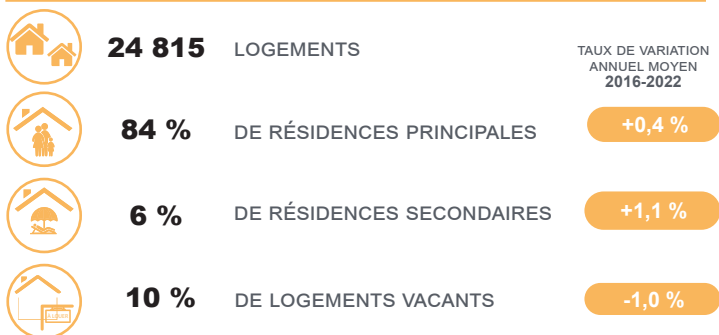 24 815 LOGEMENTS
TAUX DE VARIATION
ANNUEL MOYEN
2016-2022
84 % DE RÉSIDENCES PRINCIPALES +0,4 %
6 % DE RÉSIDENCES SECONDAIRES +1,1 %
10 % DE LOGEMENTS VACANTS -1,0 %